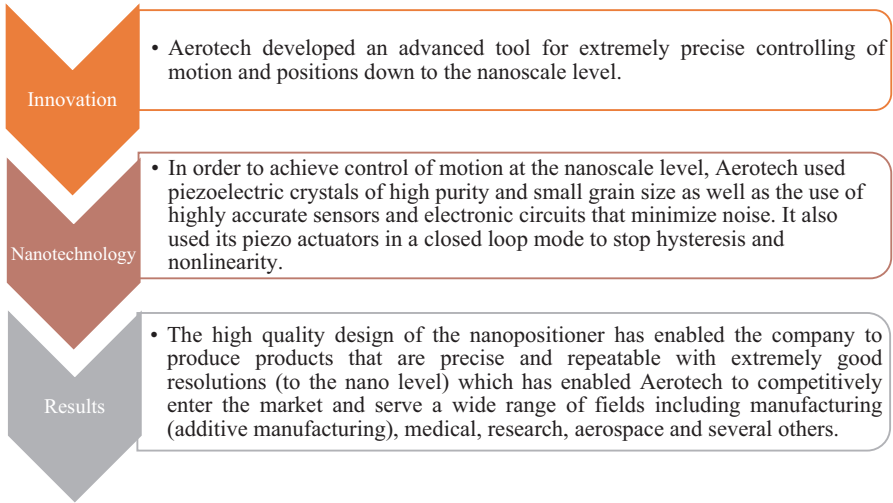 Innovation
• Aerotech developed an advanced tool for extremely precise controlling of
motion and positions down to the nanoscale level.
Nanotechnology
• In order to achieve control of motion at the nanoscale level, Aerotech used
piezoelectric crystals of high purity and small grain size as well as the use of
highly accurate sensors and electronic circuits that minimize noise. It also
used its piezo actuators in a closed loop mode to stop hysteresis and
nonlinearity.
Results
• The high quality design of the nanopositioner has enabled the company to
produce products that are precise and repeatable with extremely good
resolutions (to the nano level) which has enabled Aerotech to competitively
enter the market and serve a wide range of fields including manufacturing
(additive manufacturing), medical, research, aerospace and several others.